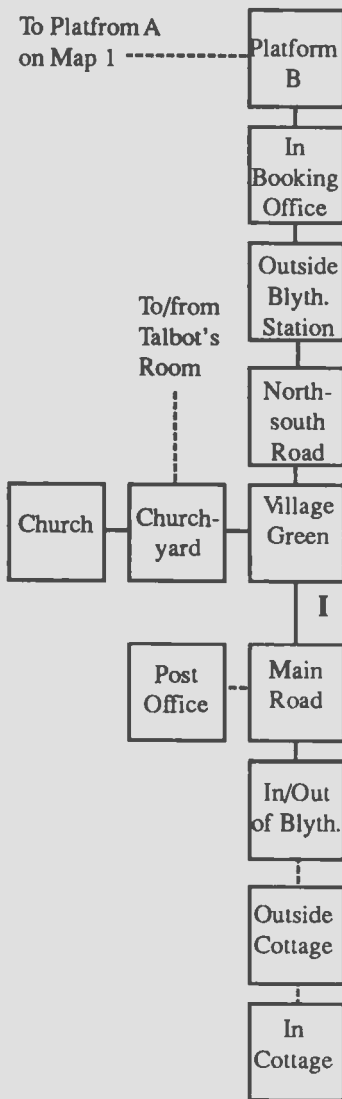 To Platfrom A
on Map 1
Platform
B
In
Booking
Office
Outside
Blyth.
Station
To/from
Talbot's
Room
North-
south
Road
Church
Church-
yard
Village
Green
I
Post
Office
Main
Road
In/Out
of Blyth.
Outside
Cottage
In
Cottage